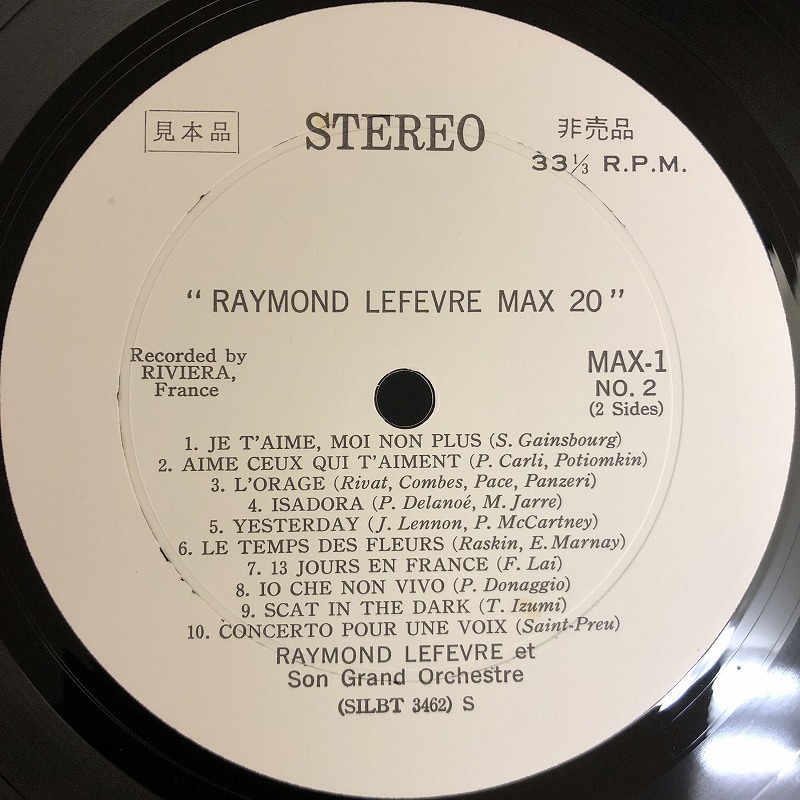 見本品 STEREO 非売品
33⅓ R.P.M.
“RAYMOND LEFEVRE MAX 20”
Recorded by
RIVIERA,
France
MAX-1
NO. 2
(2 Sides)
1. JE T'AIME, MOI NON PLUS (S. Gainsbourg)
2. AIME CEUX QUI T'AIMENT (P. Carli, Potiomkin)
3. L'ORAGE (Rivat, Combes, Pace, Panzeri)
4. ISADORA (P. Delanoé, M. Jarre)
5. YESTERDAY (J. Lennon, P. McCartney)
6. LE TEMPS DES FLEURS (Raskin, E. Marnay)
7. 13 JOURS EN FRANCE (F. Lai)
8. IO CHE NON VIVO (P. Donaggio)
9. SCAT IN THE DARK (T. Izumi)
10. CONCERTO POUR UNE VOIX (Saint-Preu)
RAYMOND LEFEVRE et
Son Grand Orchestre
(SILBT 3462) S